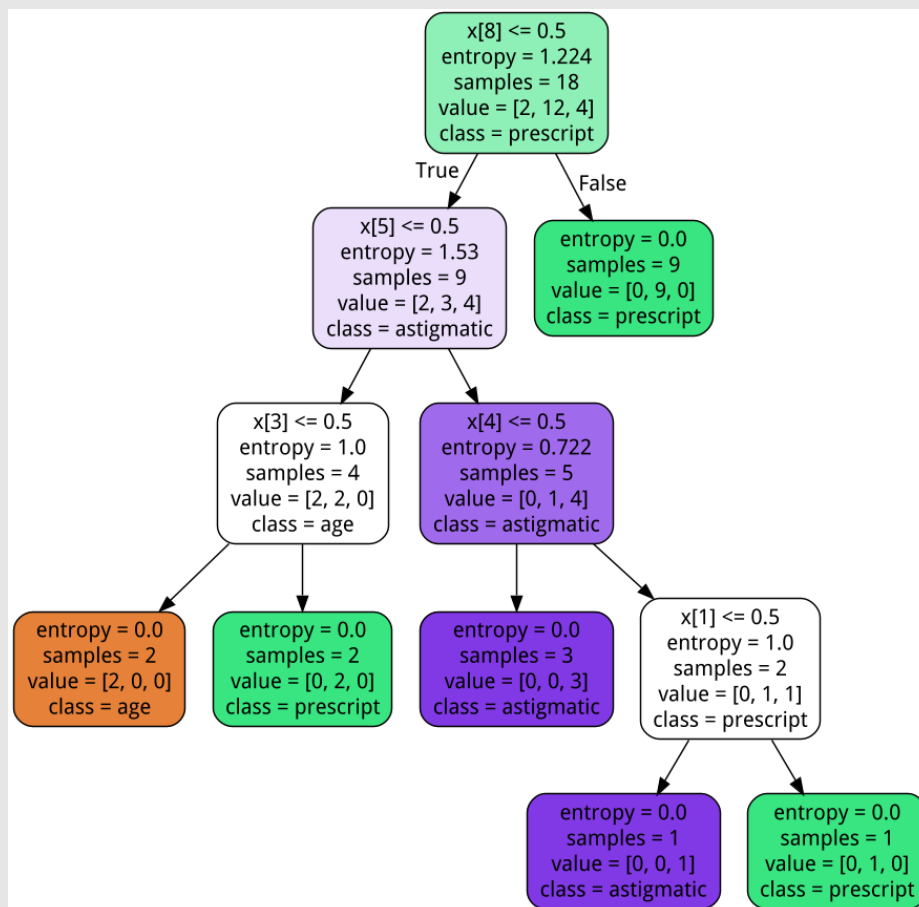 x[8] <= 0.5
entropy = 1.224
samples = 18
value = [2, 12, 4]
class = prescript
True
False
x[5] <= 0.5
entropy = 1.53
samples = 9
value = [2, 3, 4]
class = astigmatic
entropy = 0.0
samples = 9
value = [0, 9, 0]
class = prescript
x[3] <= 0.5
entropy = 1.0
samples = 4
value = [2, 2, 0]
class = age
x[4] <= 0.5
entropy = 0.722
samples = 5
value = [0, 1, 4]
class = astigmatic
entropy = 0.0
samples = 2
value = [2, 0, 0]
class = age
entropy = 0.0
samples = 2
value = [0, 2, 0]
class = prescript
entropy = 0.0
samples = 3
value = [0, 0, 3]
class = astigmatic
x[1] <= 0.5
entropy = 1.0
samples = 2
value = [0, 1, 1]
class = prescript
entropy = 0.0
samples = 1
value = [0, 0, 1]
class = astigmatic
entropy = 0.0
samples = 1
value = [0, 1, 0]
class = prescript